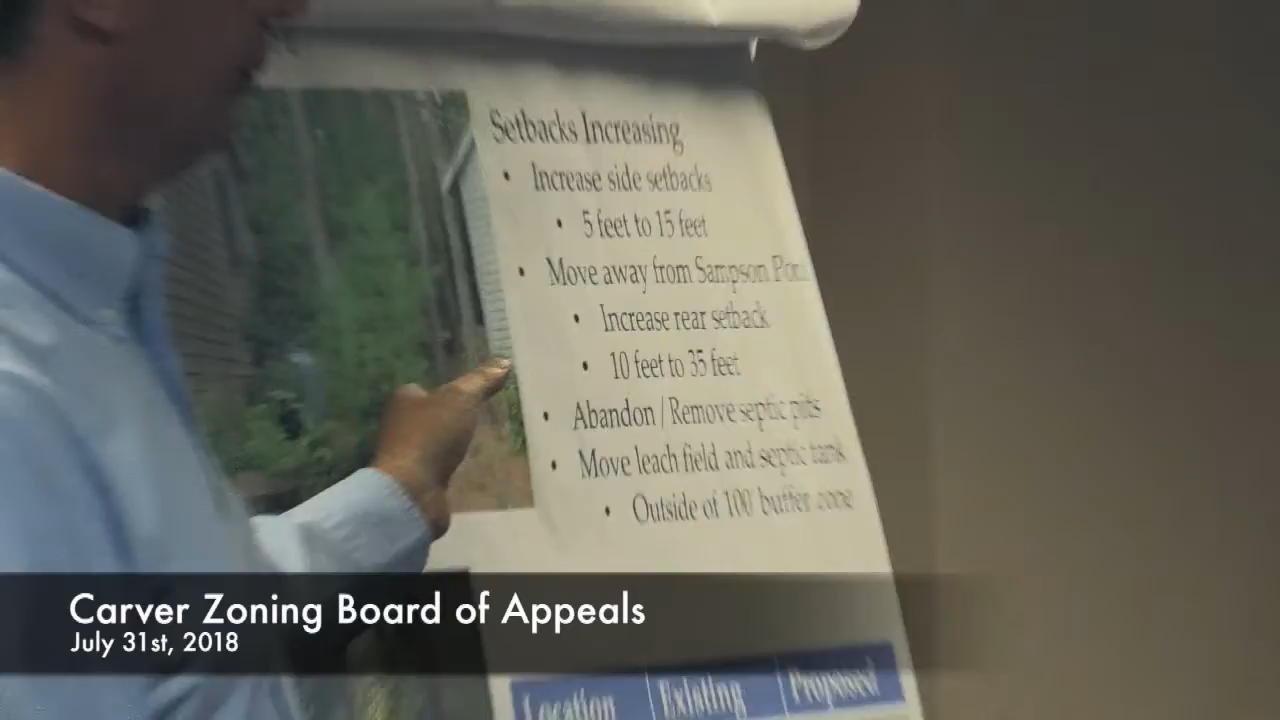 Setbacks Increasing
• Increase side setbacks
• 5 feet to 15 feet
• Move away from Sampson Pond
• Increase rear setback
• 10 feet to 35 feet
• Abandon / Remove septic pits
• Move leach field and septic tank
• Outside of 100' buffer zone
Location Existing Proposed
Carver Zoning Board of Appeals
July 31st, 2018